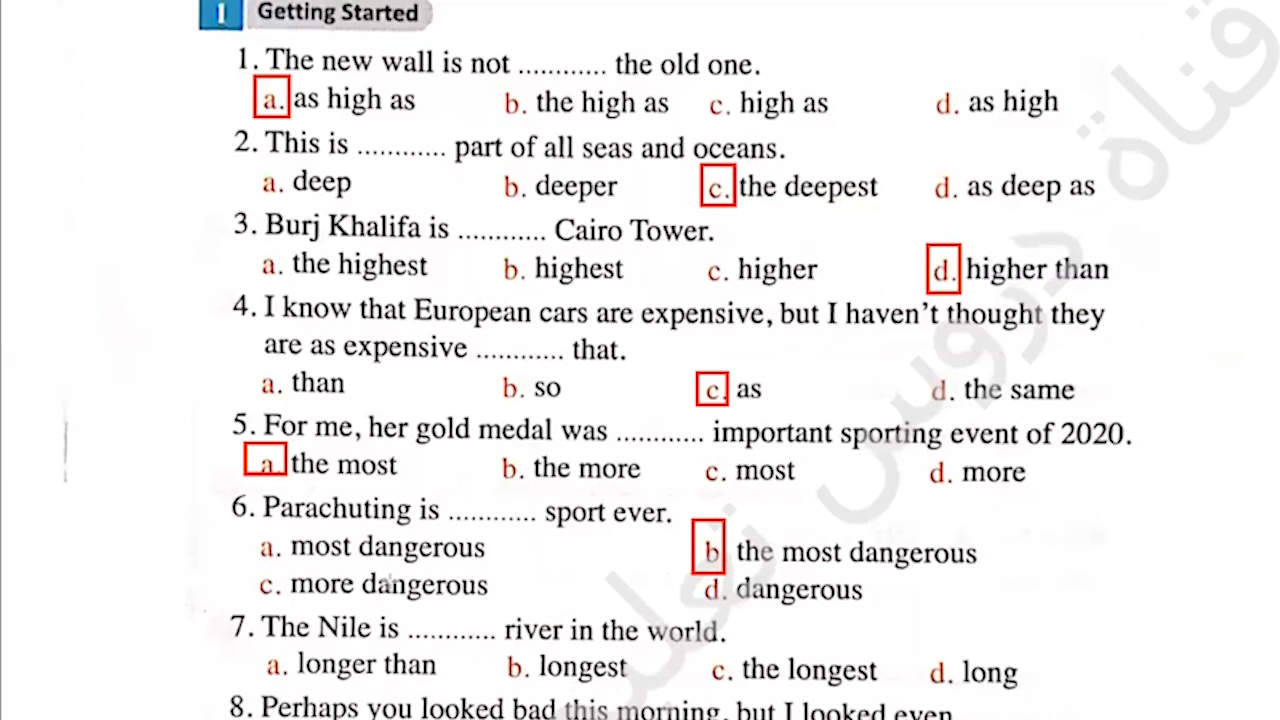 1 Getting Started
1. The new wall is not ............ the old one.
a. as high as b. the high as c. high as d. as high
2. This is ............ part of all seas and oceans.
a. deep b. deeper c. the deepest d. as deep as
3. Burj Khalifa is ............ Cairo Tower.
a. the highest b. highest c. higher d. higher than
4. I know that European cars are expensive, but I haven't thought they
are as expensive ............ that.
a. than b. so c. as d. the same
5. For me, her gold medal was ............ important sporting event of 2020.
a. the most b. the more c. most d. more
6. Parachuting is ............ sport ever.
a. most dangerous b. the most dangerous
c. more dangerous d. dangerous
7. The Nile is ............ river in the world.
a. longer than b. longest c. the longest d. long
8. Perhaps you looked bad this morning, but I looked even
قناة دروس تعليم